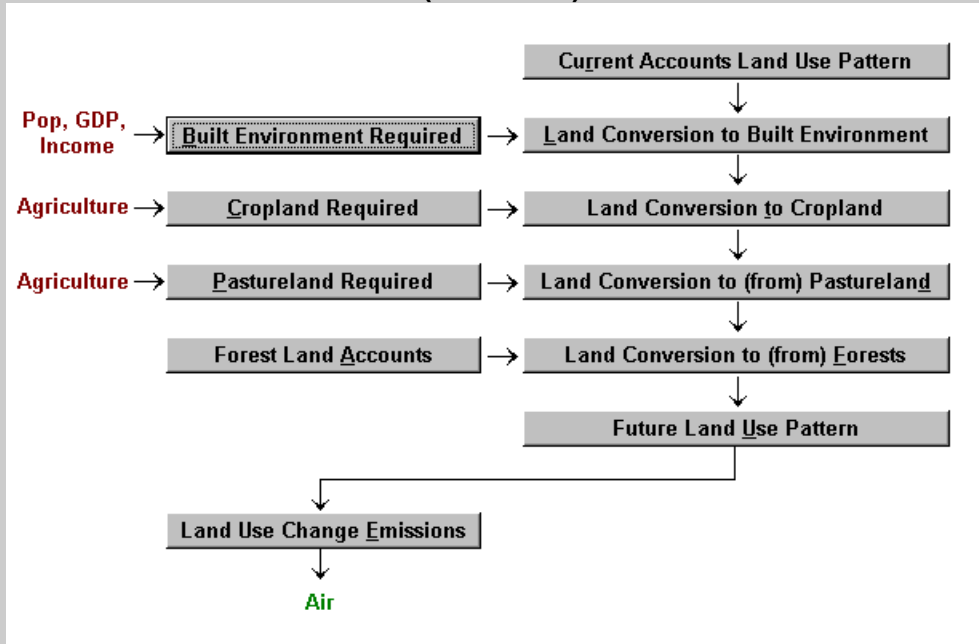 Current Accounts Land Use Pattern
Pop, GDP,
Income
Built Environment Required
Land Conversion to Built Environment
Agriculture
Cropland Required
Land Conversion to Cropland
Agriculture
Pastureland Required
Land Conversion to (from) Pastureland
Forest Land Accounts
Land Conversion to (from) Forests
Future Land Use Pattern
Land Use Change Emissions
Air